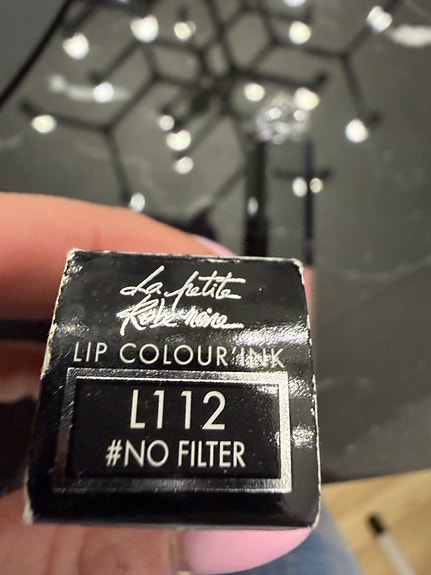 La petite
Robe noire
LIP COLOUR'INK
L112
#NO FILTER